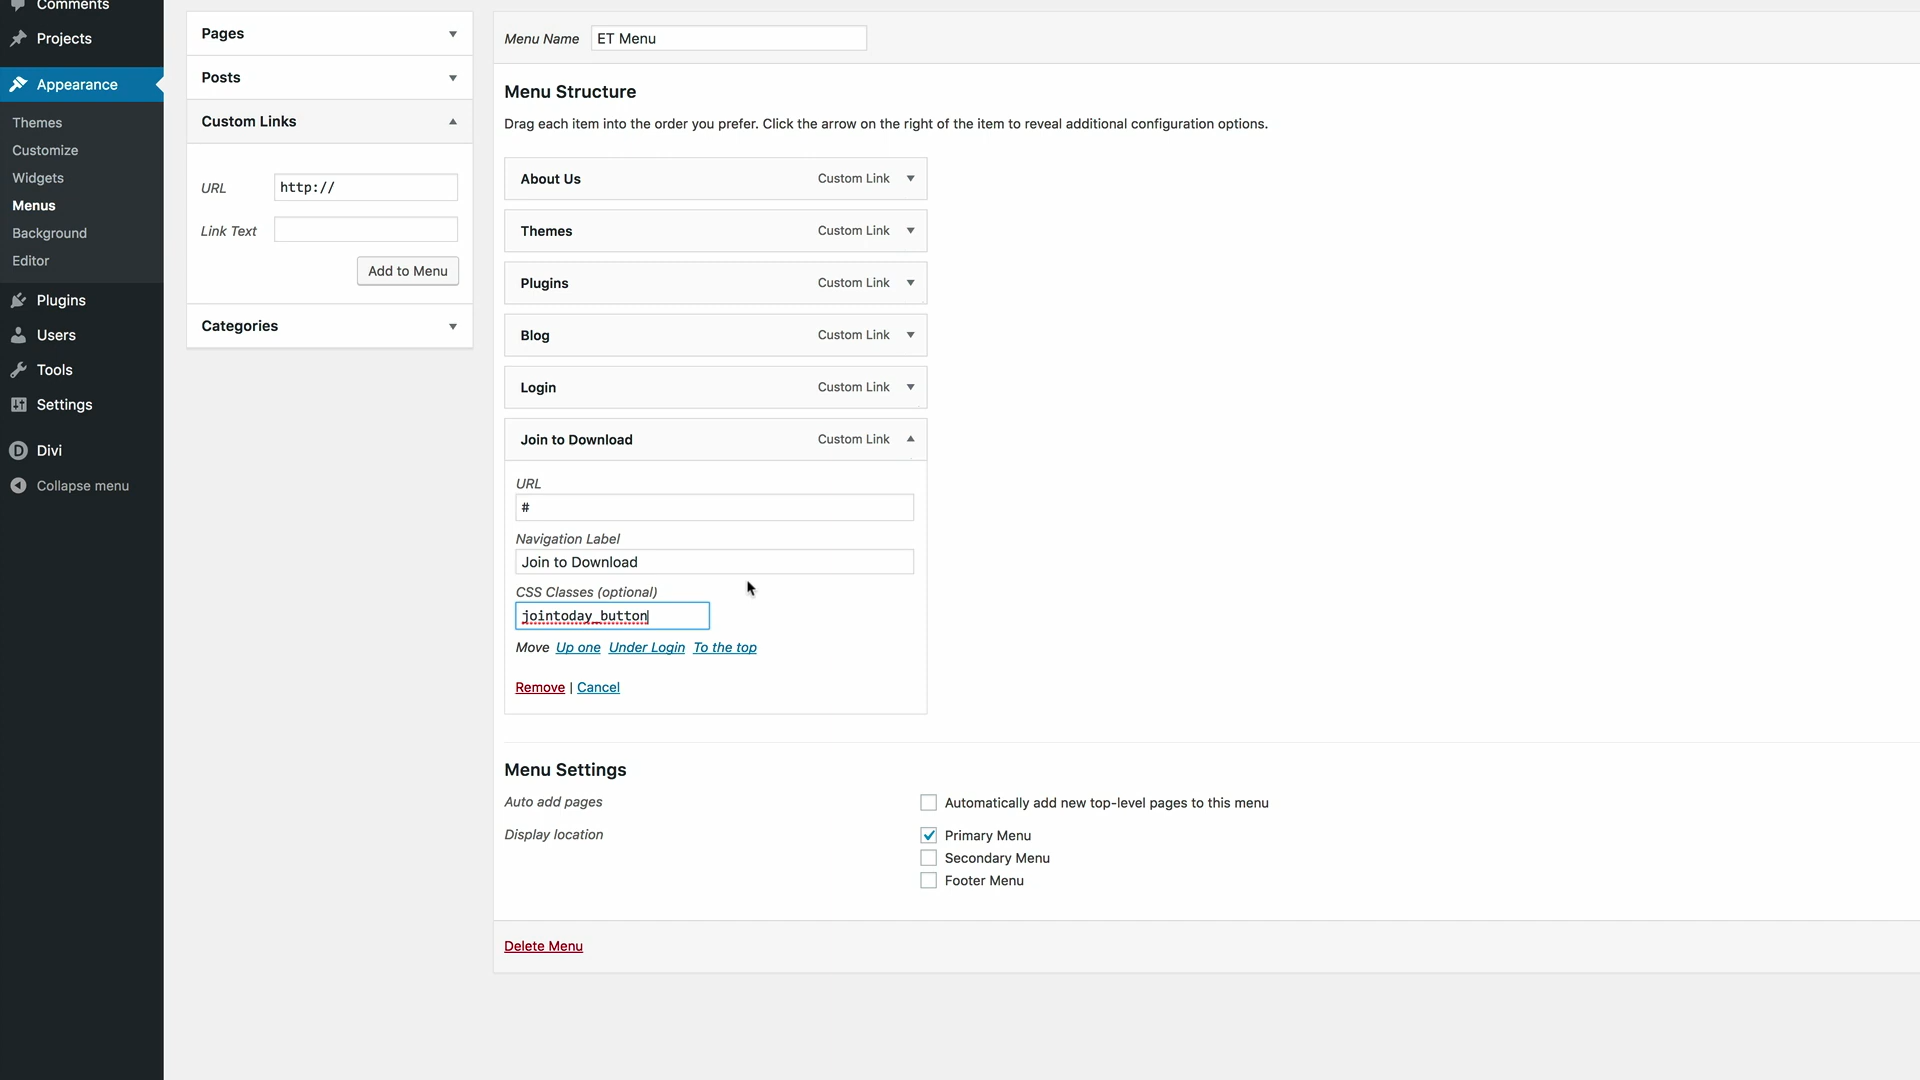 Comments
Projects
Appearance
Themes
Customize
Widgets
Menus
Background
Editor
Plugins
Users
Tools
Settings
Divi
Collapse menu
Pages
Posts
Custom Links
URL http://
Link Text
Add to Menu
Categories
Menu Name ET Menu
Menu Structure
Drag each item into the order you prefer. Click the arrow on the right of the item to reveal additional configuration options.
About Us Custom Link
Themes Custom Link
Plugins Custom Link
Blog Custom Link
Login Custom Link
Join to Download Custom Link
URL
#
Navigation Label
Join to Download
CSS Classes (optional)
jointoday_button
Move Up one Under Login To the top
Remove | Cancel
Menu Settings
Auto add pages Automatically add new top-level pages to this menu
Display location Primary Menu
Secondary Menu
Footer Menu
Delete Menu